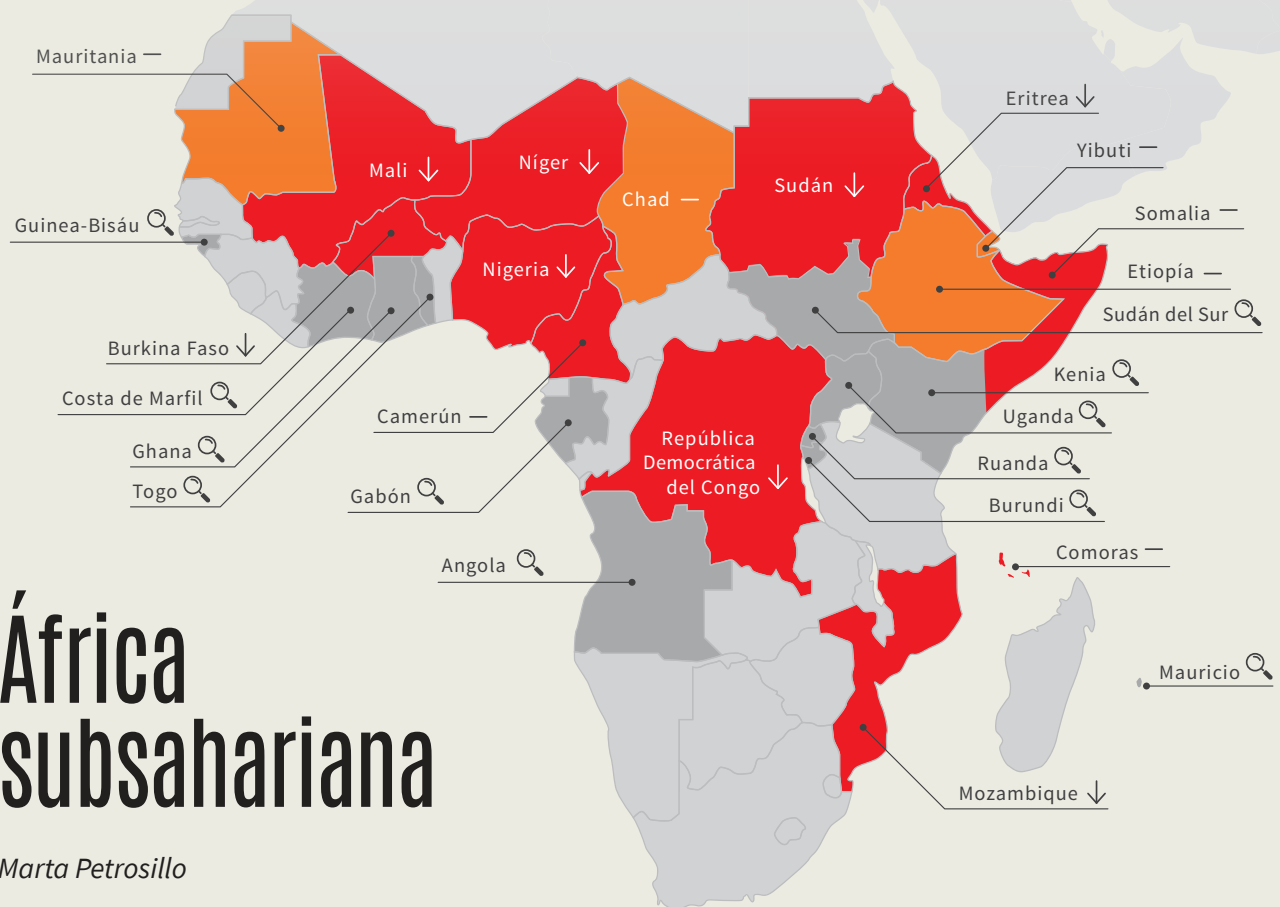 Mauritania —
Eritrea ↓
Yibuti —
Mali ↓
Níger ↓
Chad —
Sudán ↓
Somalia —
Guinea-Bisáu
Nigeria ↓
Etiopía —
Sudán del Sur
Burkina Faso ↓
Costa de Marfil
Camerún —
Kenia
Uganda
Ghana
Togo
Gabón
República
Democrática
del Congo ↓
Ruanda
Burundi
Angola
Comoras —
África
subsahariana
Mauricio
Mozambique ↓
Marta Petrosillo